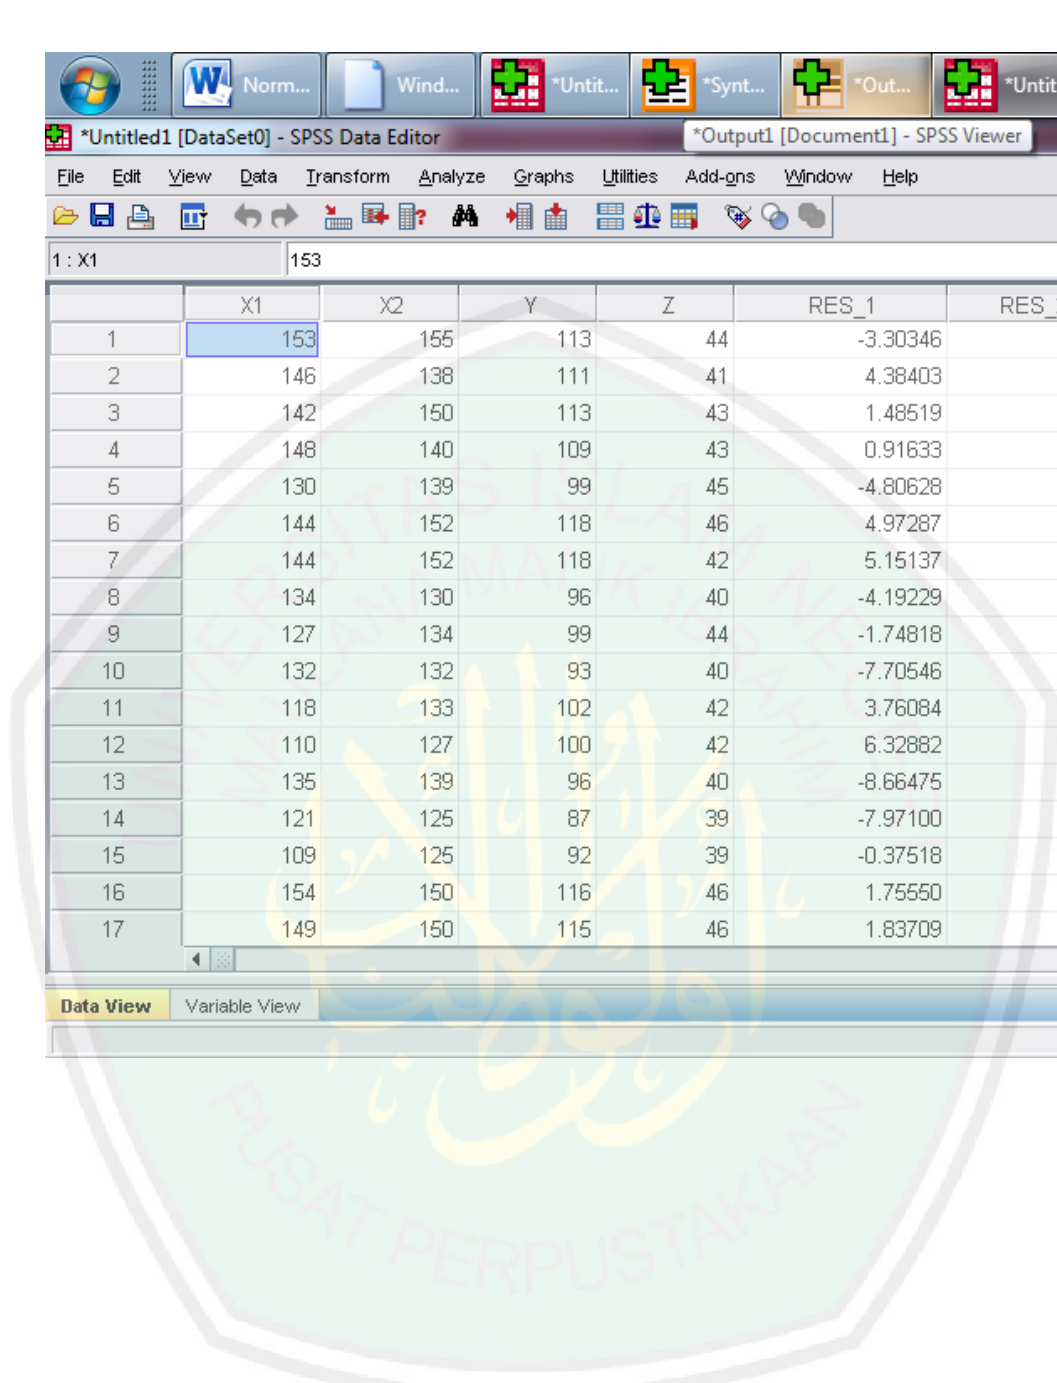 Norm... Wind... *Untit... *Synt... *Out... *Untit
*Untitled1 [DataSet0] - SPSS Data Editor *Output1 [Document1] - SPSS Viewer
File Edit View Data Transform Analyze Graphs Utilities Add-ons Window Help
1 : X1 153
X1 X2 Y Z RES_1 RES_
1 153 155 113 44 -3.30346
2 146 138 111 41 4.38403
3 142 150 113 43 1.48519
4 148 140 109 43 0.91633
5 130 139 99 45 -4.80628
6 144 152 118 46 4.97287
7 144 152 118 42 5.15137
8 134 130 96 40 -4.19229
9 127 134 99 44 -1.74818
10 132 132 93 40 -7.70546
11 118 133 102 42 3.76084
12 110 127 100 42 6.32882
13 135 139 96 40 -8.66475
14 121 125 87 39 -7.97100
15 109 125 92 39 -0.37518
16 154 150 116 46 1.75550
17 149 150 115 46 1.83709
Data View Variable View
UNIVERSITAS ISLAM NEGERI
MAULANA MALIK IBRAHIM
PUSAT PERPUSTAKAAN